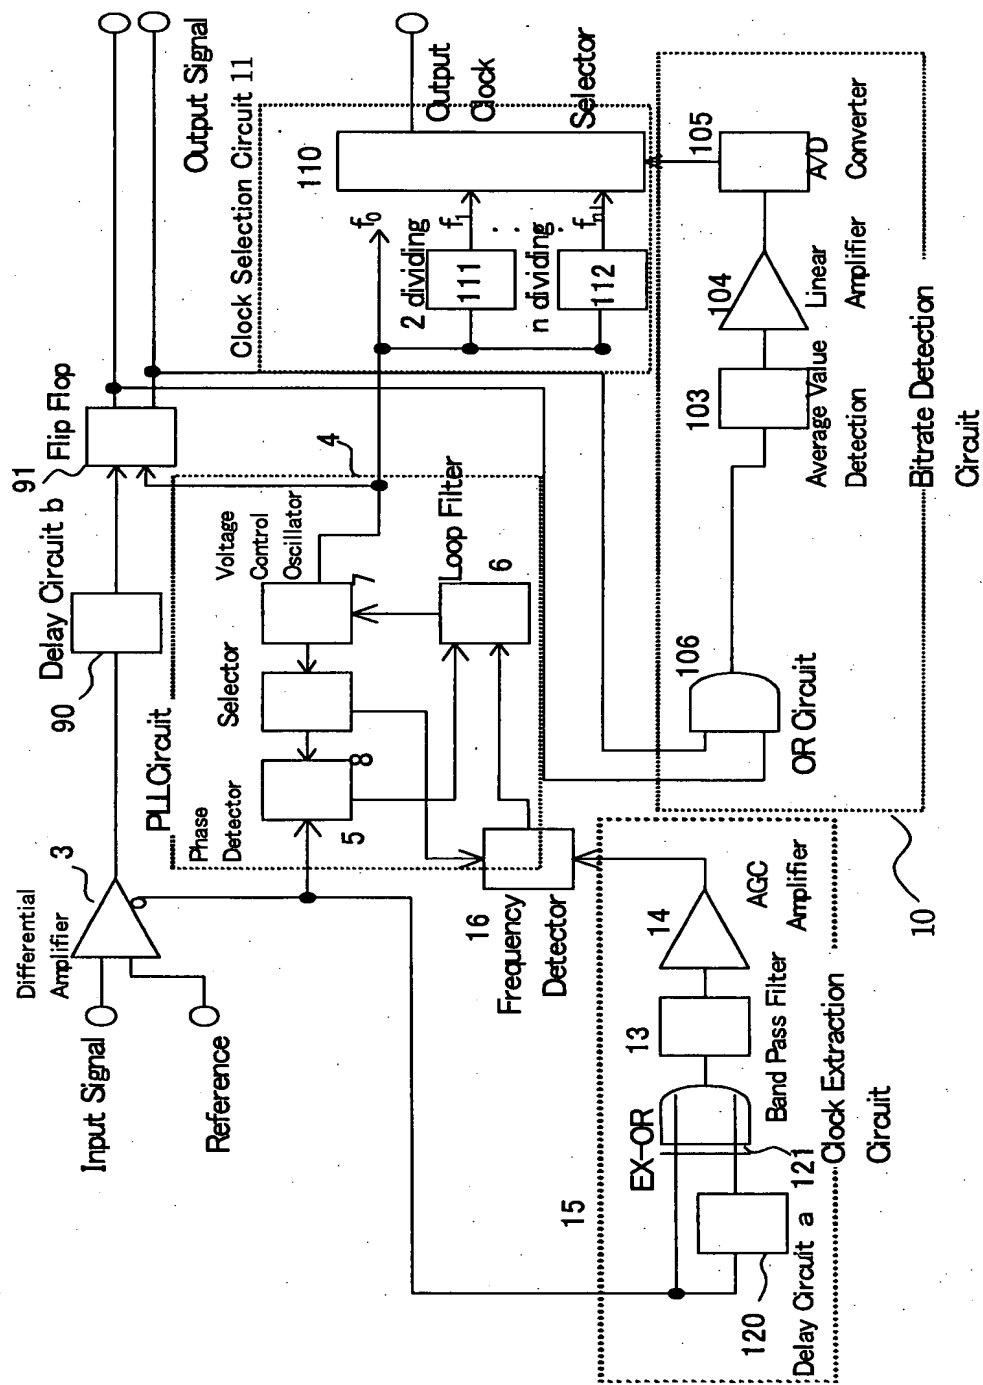 Input Signal
Reference
Differential
Amplifier
3
90
Delay Circuit b
91
Flip Flop
Output Signal
PLLCircuit
4
Phase
Detector
5
Selector
8
Voltage
Control
Oscillator
7
Loop Filter
6
Clock Selection Circuit 11
f0
2 dividing
111
f1
n dividing
112
fn
110
Output
Clock
Selector
16
Frequency
Detector
15
EX-OR
120
Delay Circuit a
121
13
Band Pass Filter
14
AGC
Amplifier
Clock Extraction
Circuit
10
106
OR Circuit
103
Average Value
Detection
104
Linear
Amplifier
105
A/D
Converter
Bitrate Detection
Circuit